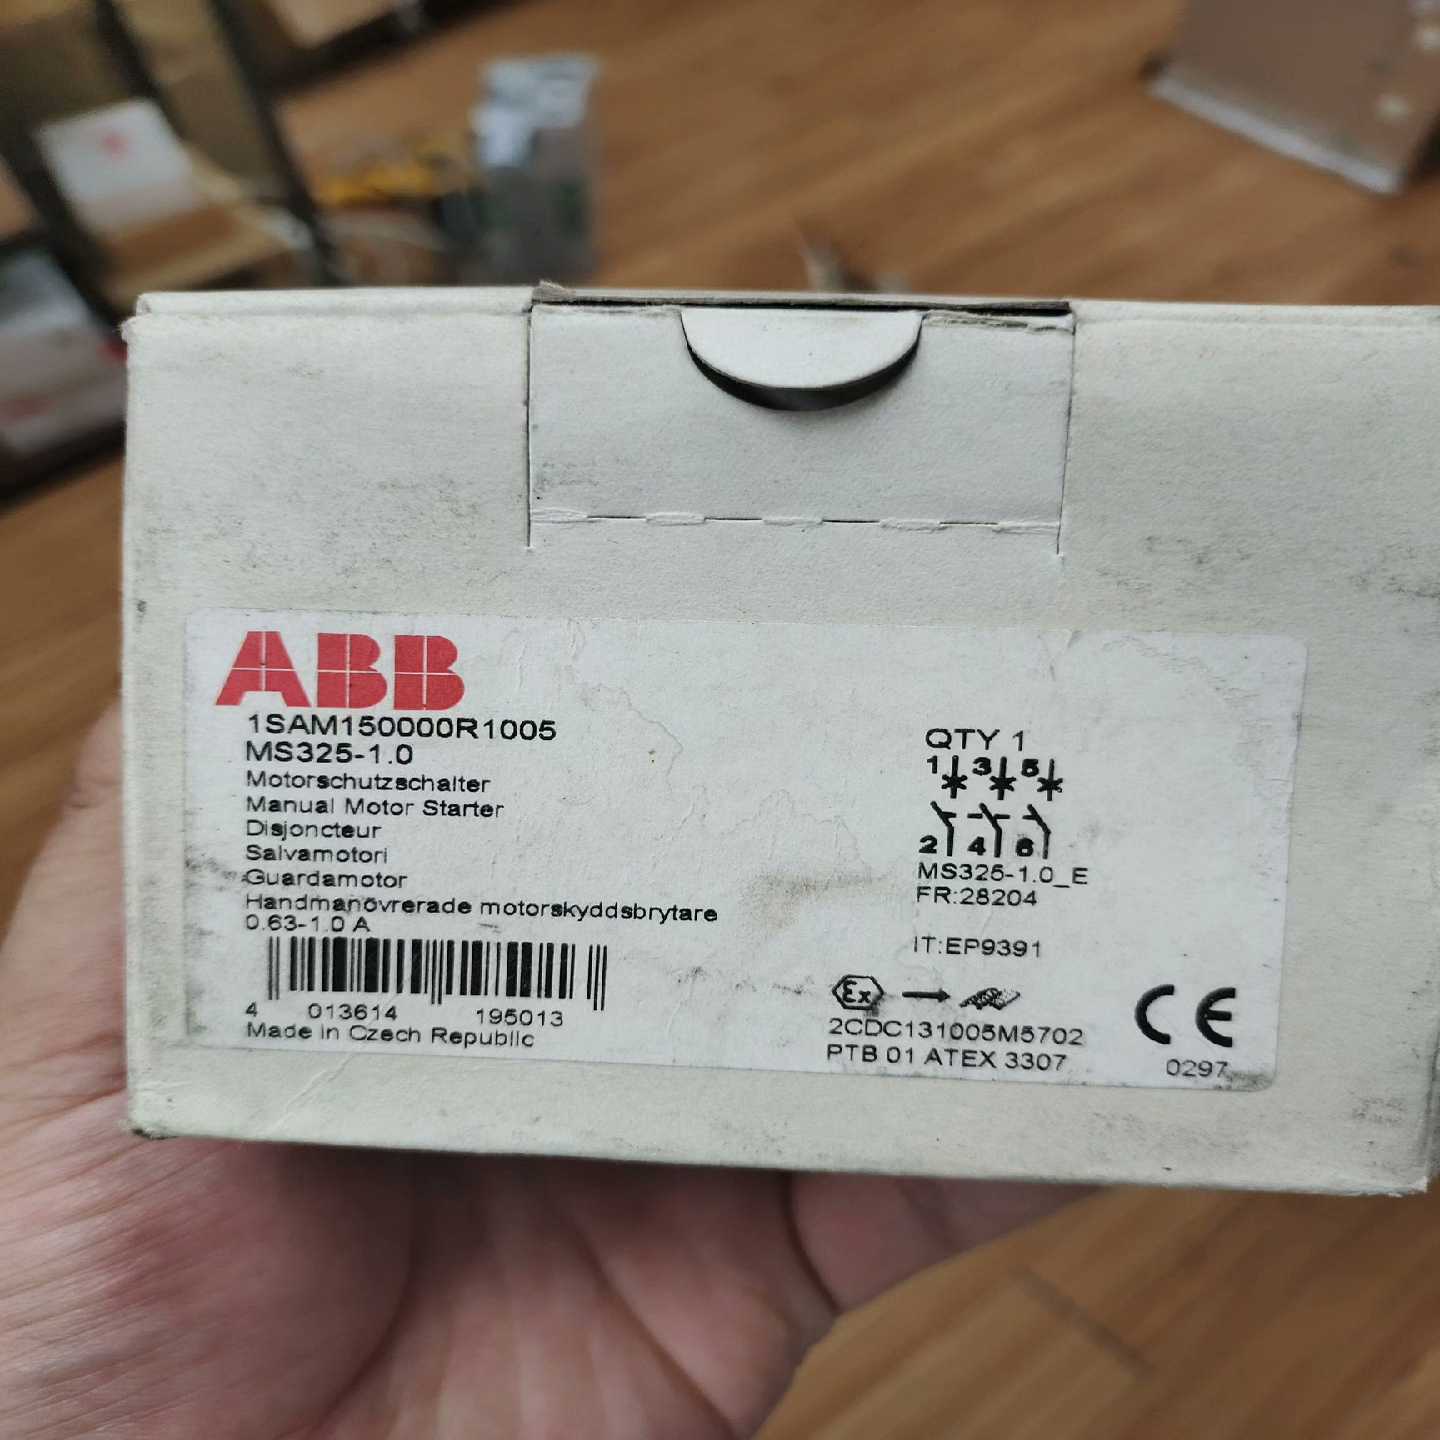 ABB
1SAM150000R1005
MS325-1.0
Motorschutzschalter
Manual Motor Starter
Disjoncteur
Salvamotori
Guardamotor
Handmanövrerade motorskyddsbrytare
0.63-1.0 A
4 013614 195013
Made in Czech Republic
QTY 1
1 3 5
2 4 6
MS325-1.0_E
FR:28204
IT:EP9391
Ex
2CDC131005M5702
PTB 01 ATEX 3307
CE
0297